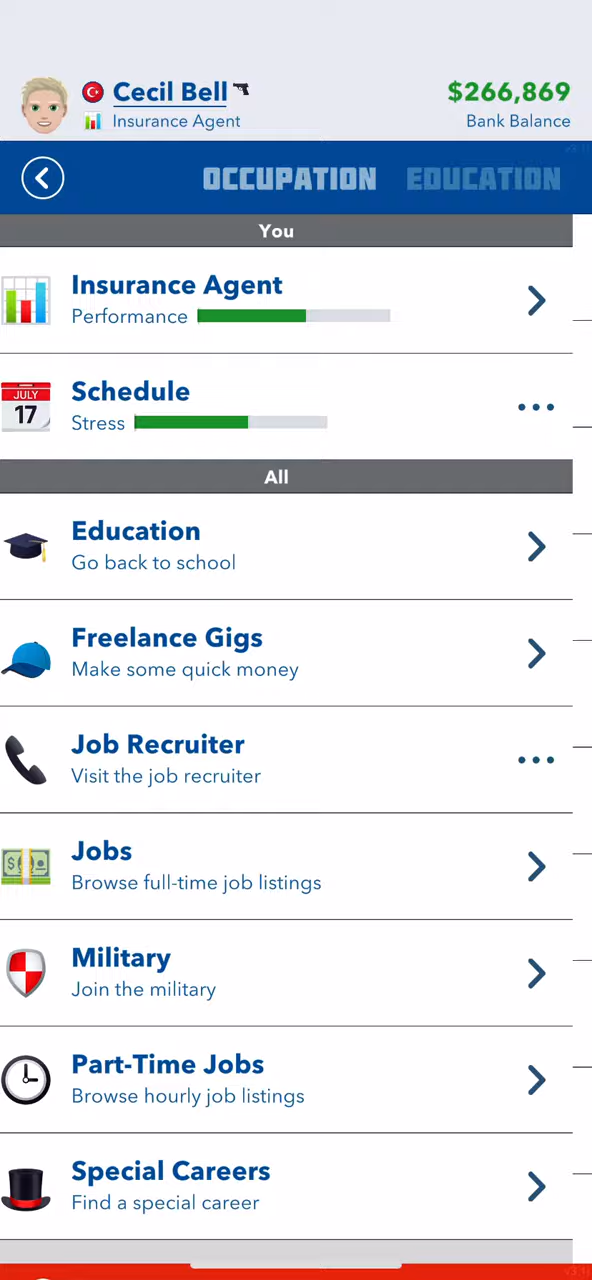 Cecil Bell
$266,869
Insurance Agent
Bank Balance
OCCUPATION
EDUCATION
You
Insurance Agent
Performance
JULY
17
Schedule
Stress
All
Education
Go back to school
Freelance Gigs
Make some quick money
Job Recruiter
Visit the job recruiter
Jobs
Browse full-time job listings
Military
Join the military
Part-Time Jobs
Browse hourly job listings
Special Careers
Find a special career